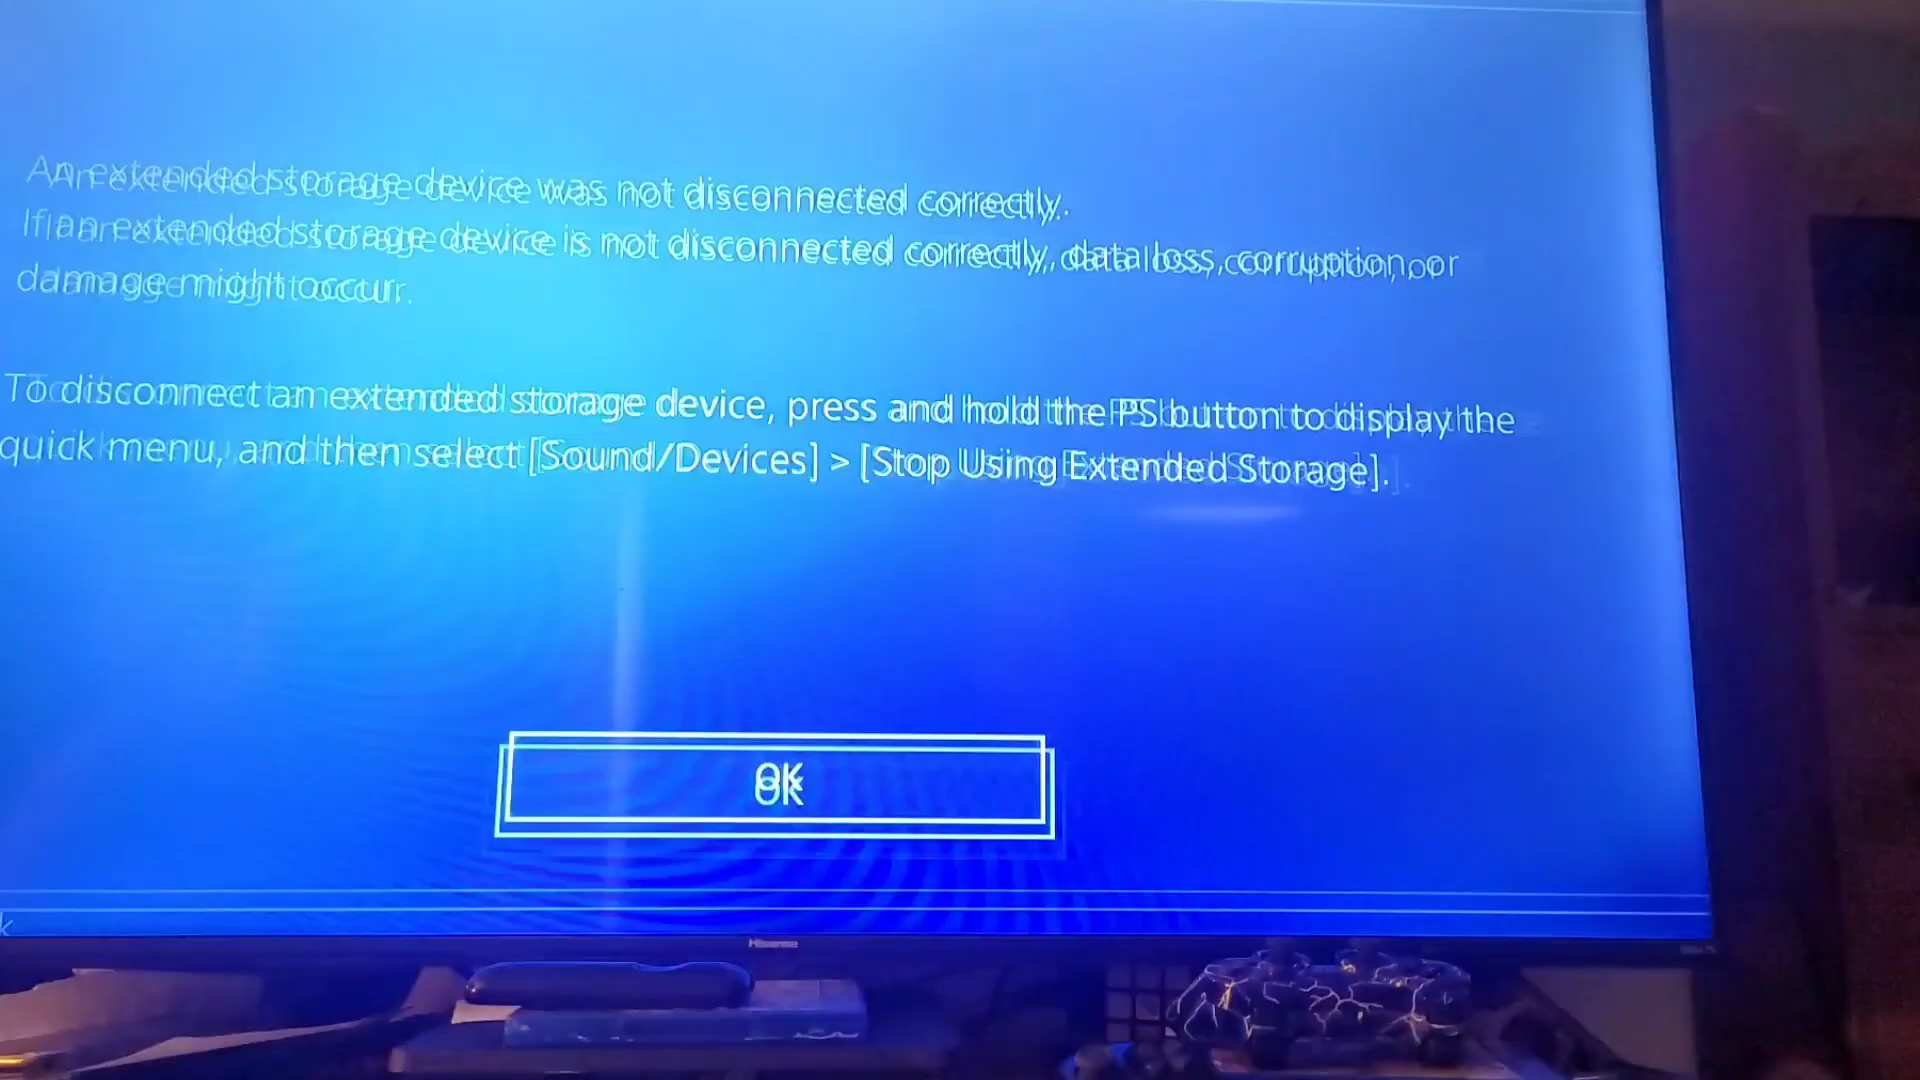 An extended storage device was not disconnected correctly.
If an extended storage device is not disconnected correctly, data loss, corruption, or
damage might occur.
To disconnect an extended storage device, press and hold the PS button to display the
quick menu, and then select [Sound/Devices] > [Stop Using Extended Storage].
OK
k
Hisense